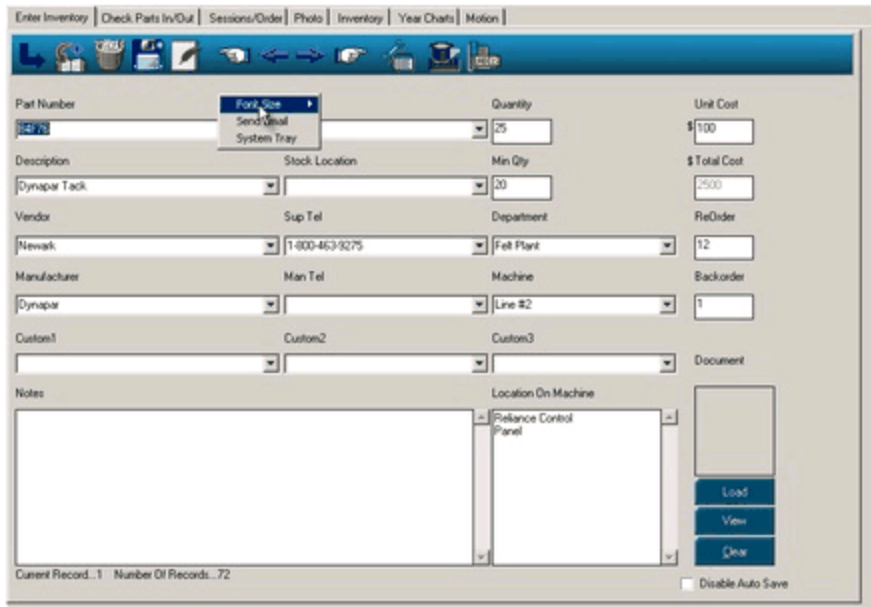 Enter Inventory Check Parts In/Out Sessions/Order Photo Inventory Year Charts Motion
Part Number Font Size Quantity Unit Cost
Send Email 25 $ 100
System Tray
Description Stock Location Min Qty $ Total Cost
Dynapar Tack 20 2500
Vendor Sup Tel Department ReOrder
Newark 1-800-463-9275 Felt Plant 12
Manufacturer Man Tel Machine Backorder
Dynapar Line #2 1
Custom1 Custom2 Custom3 Document
Notes Location On Machine
Reliance Control
Panel
Load
View
Clear
Current Record...1 Number Of Records...72
Disable Auto Save